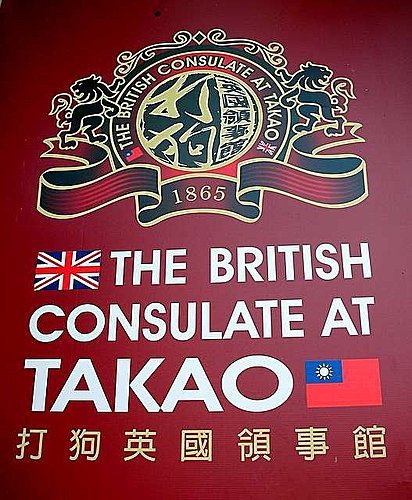 THE BRITISH CONSULATE AT TAKAO
打狗
英國
領事館
1865
THE BRITISH
CONSULATE AT
TAKAO
打狗英國領事館